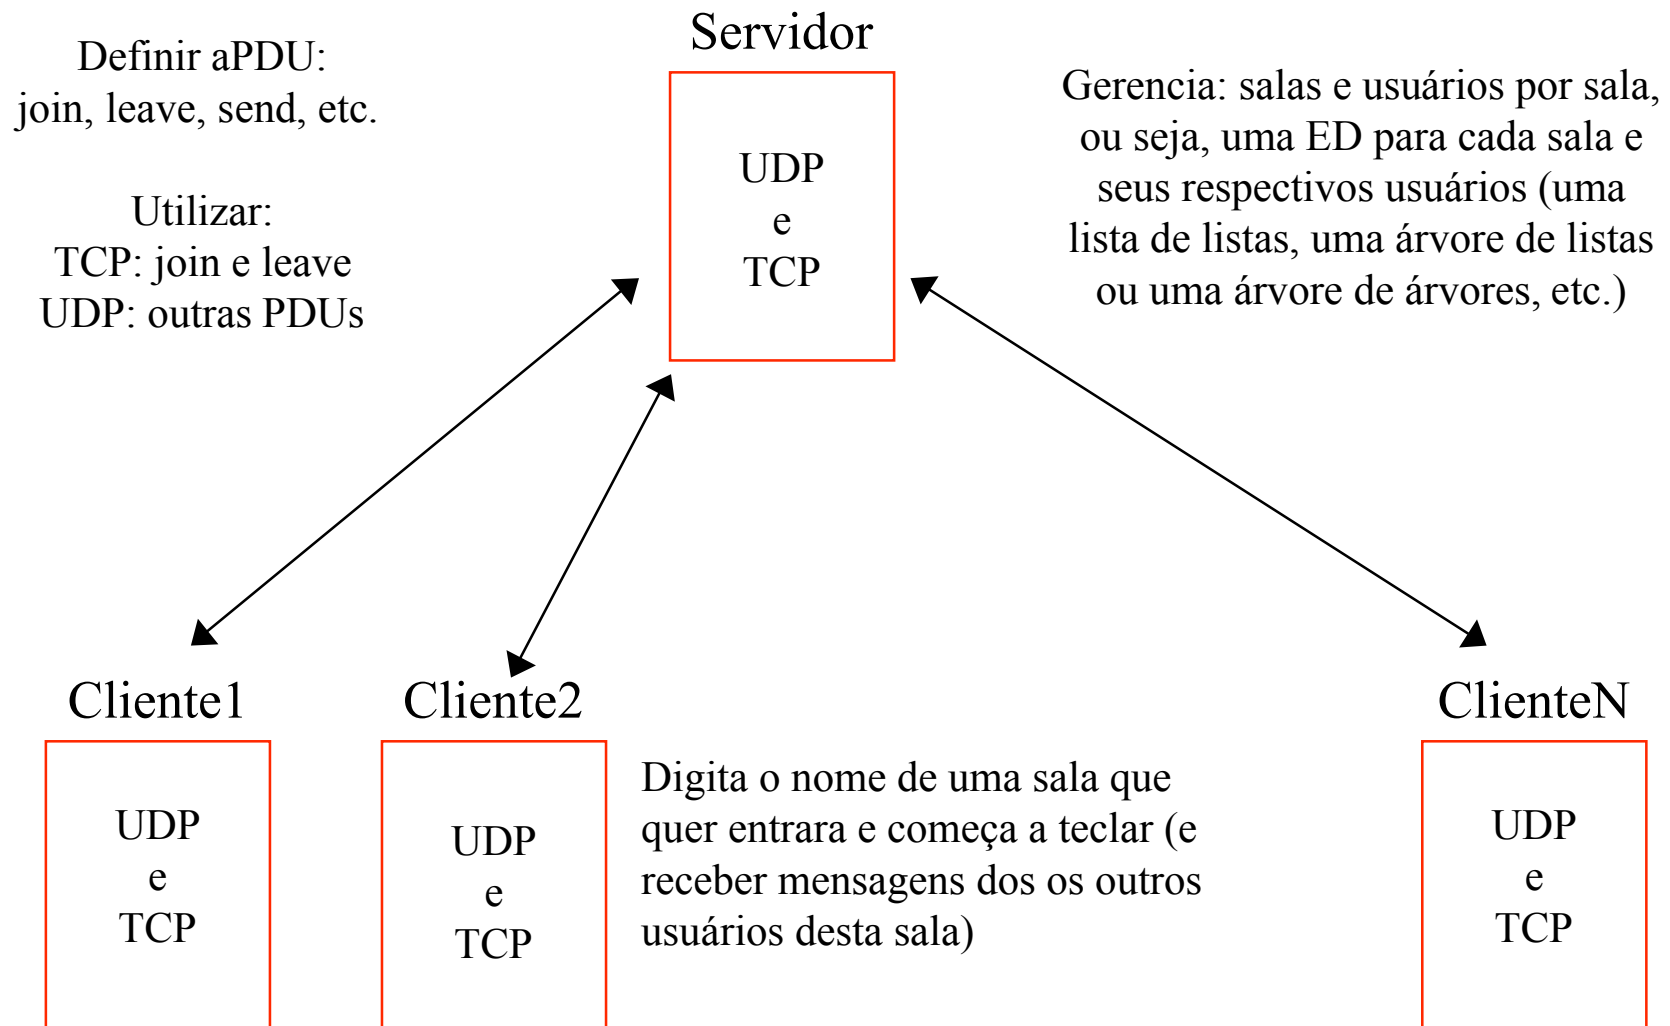 Servidor
Definir aPDU:
join, leave, send, etc.
Utilizar:
TCP: join e leave
UDP: outras PDUs
UDP
e
TCP
Gerencia: salas e usuários por sala,
ou seja, uma ED para cada sala e
seus respectivos usuários (uma
lista de listas, uma árvore de listas
ou uma árvore de árvores, etc.)
Cliente1
UDP
e
TCP
Cliente2
UDP
e
TCP
Digita o nome de uma sala que
quer entrara e começa a teclar (e
receber mensagens dos os outros
usuários desta sala)
ClienteN
UDP
e
TCP